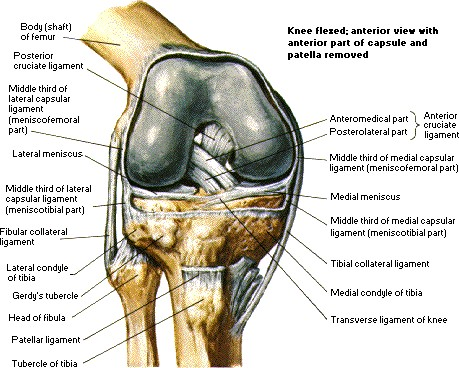 Body (shaft)
of femur
Posterior
cruciate ligament
Middle third of
lateral capsular
ligament
(meniscofemoral
part)
Lateral meniscus
Middle third of lateral
capsular ligament
(meniscotibial part)
Fibular collateral
ligament
Lateral condyle
of tibia
Gerdy's tubercle
Head of fibula
Patellar ligament
Tubercle of tibia
Knee flexed; anterior view with
anterior part of capsule and
patella removed
Anteromedical part
Posterolateral part
Anterior
cruciate
ligament
Middle third of medial capsular
ligament (meniscofemoral part)
Medial meniscus
Middle third of medial capsular
ligament (meniscotibial part)
Tibial collateral ligament
Medial condyle of tibia
Transverse ligament of knee